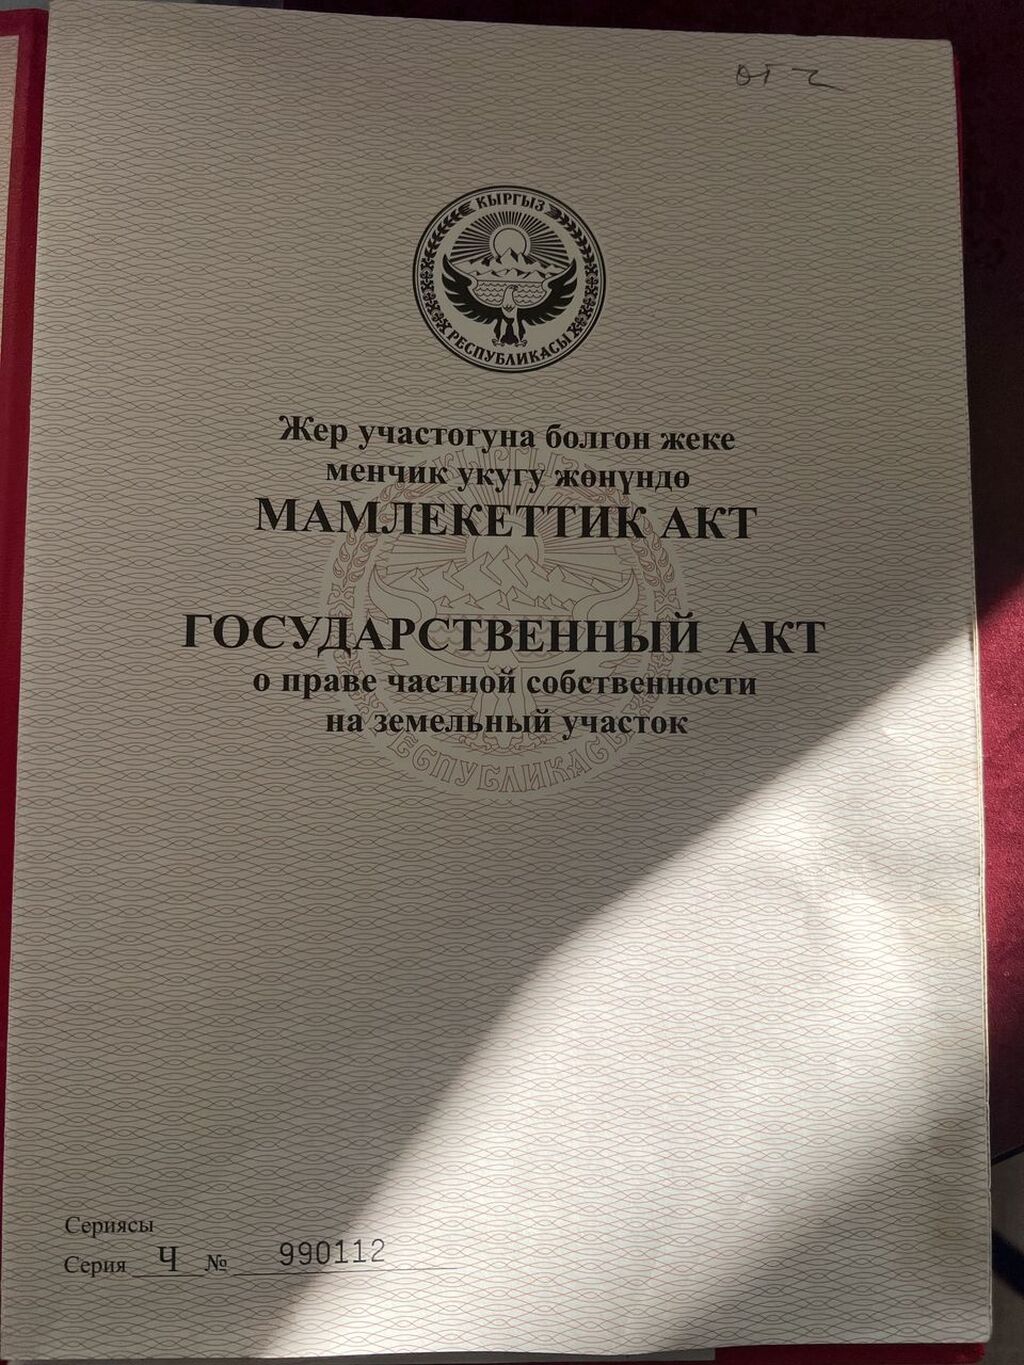 КЫРГЫЗ
РЕСПУБЛИКАСЫ
Жер участогуна болгон жеке
менчик укугу жөнүндө
МАМЛЕКЕТТИК АКТ
ГОСУДАРСТВЕННЫЙ АКТ
о праве частной собственности
на земельный участок
Сериясы
Серия Ч № 990112